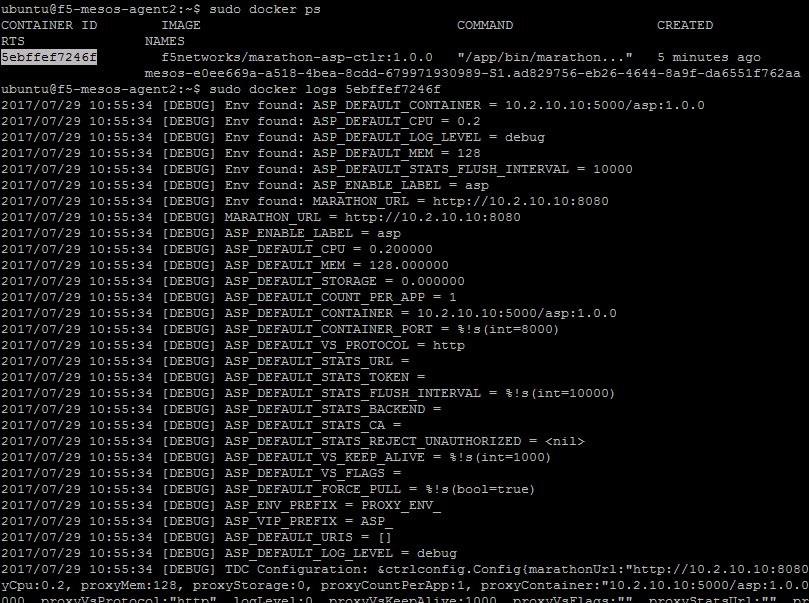 ubuntu@f5-mesos-agent2:~$ sudo docker ps
CONTAINER ID        IMAGE                                COMMAND                  CREATED
RTS                 NAMES
5ebffef7246f        f5networks/marathon-asp-ctlr:1.0.0   "/app/bin/marathon..."   5 minutes ago
                    mesos-e0ee669a-a518-4bea-8cdd-679971930989-S1.ad829756-eb26-4644-8a9f-da6551f762aa
ubuntu@f5-mesos-agent2:~$ sudo docker logs 5ebffef7246f
2017/07/29 10:55:34 [DEBUG] Env found: ASP_DEFAULT_CONTAINER = 10.2.10.10:5000/asp:1.0.0
2017/07/29 10:55:34 [DEBUG] Env found: ASP_DEFAULT_CPU = 0.2
2017/07/29 10:55:34 [DEBUG] Env found: ASP_DEFAULT_LOG_LEVEL = debug
2017/07/29 10:55:34 [DEBUG] Env found: ASP_DEFAULT_MEM = 128
2017/07/29 10:55:34 [DEBUG] Env found: ASP_DEFAULT_STATS_FLUSH_INTERVAL = 10000
2017/07/29 10:55:34 [DEBUG] Env found: ASP_ENABLE_LABEL = asp
2017/07/29 10:55:34 [DEBUG] Env found: MARATHON_URL = http://10.2.10.10:8080
2017/07/29 10:55:34 [DEBUG] MARATHON_URL = http://10.2.10.10:8080
2017/07/29 10:55:34 [DEBUG] ASP_ENABLE_LABEL = asp
2017/07/29 10:55:34 [DEBUG] ASP_DEFAULT_CPU = 0.200000
2017/07/29 10:55:34 [DEBUG] ASP_DEFAULT_MEM = 128.000000
2017/07/29 10:55:34 [DEBUG] ASP_DEFAULT_STORAGE = 0.000000
2017/07/29 10:55:34 [DEBUG] ASP_DEFAULT_COUNT_PER_APP = 1
2017/07/29 10:55:34 [DEBUG] ASP_DEFAULT_CONTAINER = 10.2.10.10:5000/asp:1.0.0
2017/07/29 10:55:34 [DEBUG] ASP_DEFAULT_CONTAINER_PORT = %!s(int=8000)
2017/07/29 10:55:34 [DEBUG] ASP_DEFAULT_VS_PROTOCOL = http
2017/07/29 10:55:34 [DEBUG] ASP_DEFAULT_STATS_URL =
2017/07/29 10:55:34 [DEBUG] ASP_DEFAULT_STATS_TOKEN =
2017/07/29 10:55:34 [DEBUG] ASP_DEFAULT_STATS_FLUSH_INTERVAL = %!s(int=10000)
2017/07/29 10:55:34 [DEBUG] ASP_DEFAULT_STATS_BACKEND =
2017/07/29 10:55:34 [DEBUG] ASP_DEFAULT_STATS_CA =
2017/07/29 10:55:34 [DEBUG] ASP_DEFAULT_STATS_REJECT_UNAUTHORIZED = <nil>
2017/07/29 10:55:34 [DEBUG] ASP_DEFAULT_VS_KEEP_ALIVE = %!s(int=1000)
2017/07/29 10:55:34 [DEBUG] ASP_DEFAULT_VS_FLAGS =
2017/07/29 10:55:34 [DEBUG] ASP_DEFAULT_FORCE_PULL = %!s(bool=true)
2017/07/29 10:55:34 [DEBUG] ASP_ENV_PREFIX = PROXY_ENV_
2017/07/29 10:55:34 [DEBUG] ASP_VIP_PREFIX = ASP_
2017/07/29 10:55:34 [DEBUG] ASP_DEFAULT_URIS = []
2017/07/29 10:55:34 [DEBUG] ASP_DEFAULT_LOG_LEVEL = debug
2017/07/29 10:55:34 [DEBUG] TDC Configuration: &ctlrconfig.Config{marathonUrl:"http://10.2.10.10:8080
yCpu:0.2, proxyMem:128, proxyStorage:0, proxyCountPerApp:1, proxyContainer:"10.2.10.10:5000/asp:1.0.0
000, proxyVsProtocol:"http", logLevel:0, proxyVsKeepAlive:1000, proxyVsFlags:"", proxyStatsUrl:"", pr